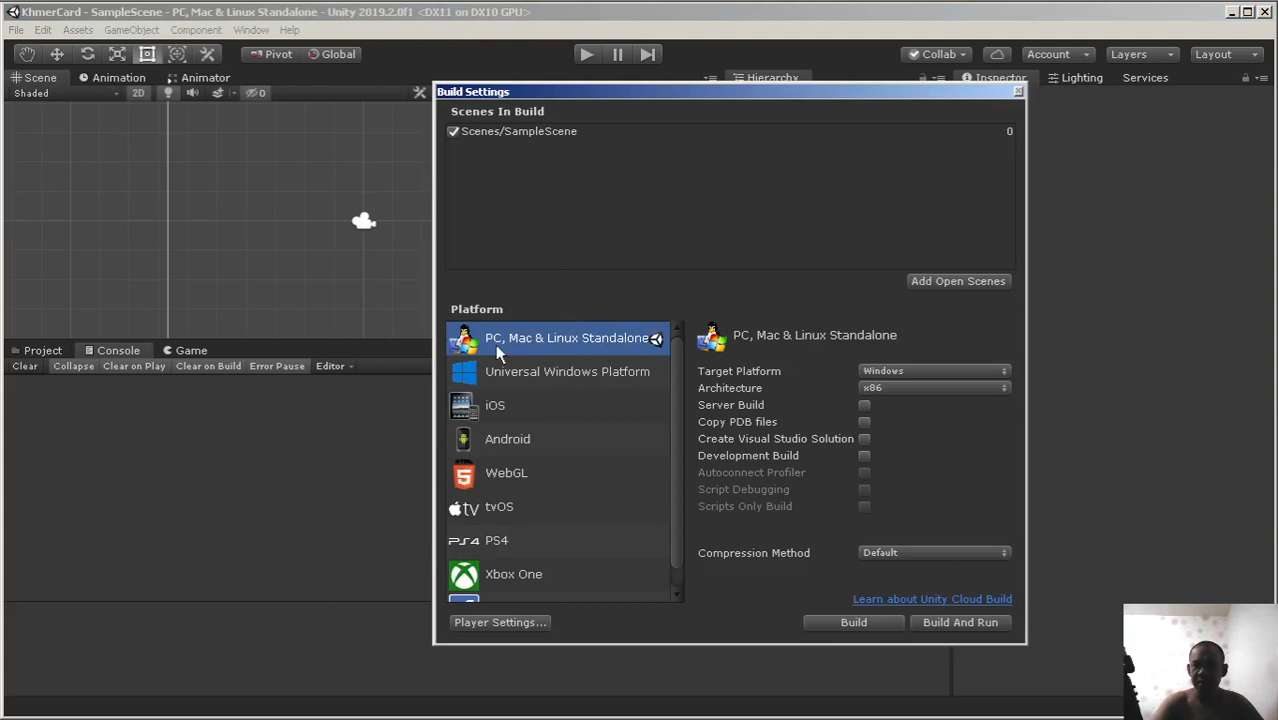 KhmerCard - SampleScene - PC, Mac & Linux Standalone - Unity 2019.2.0f1 <DX11 on DX10 GPU>
File Edit Assets GameObject Component Window Help
Pivot Global Collab Account Layers Layout
Scene Animation Animator Hierarchy Inspector Lighting Services
Shaded 2D 0
Build Settings
Scenes In Build
Scenes/SampleScene 0
Add Open Scenes
Platform
PC, Mac & Linux Standalone
Universal Windows Platform
iOS
Android
WebGL
tv tvOS
PS4 PS4
Xbox One
PC, Mac & Linux Standalone
Target Platform Windows
Architecture x86
Server Build
Copy PDB files
Create Visual Studio Solution
Development Build
Autoconnect Profiler
Script Debugging
Scripts Only Build
Compression Method Default
Learn about Unity Cloud Build
Player Settings... Build Build And Run
Project Console Game
Clear Collapse Clear on Play Clear on Build Error Pause Editor